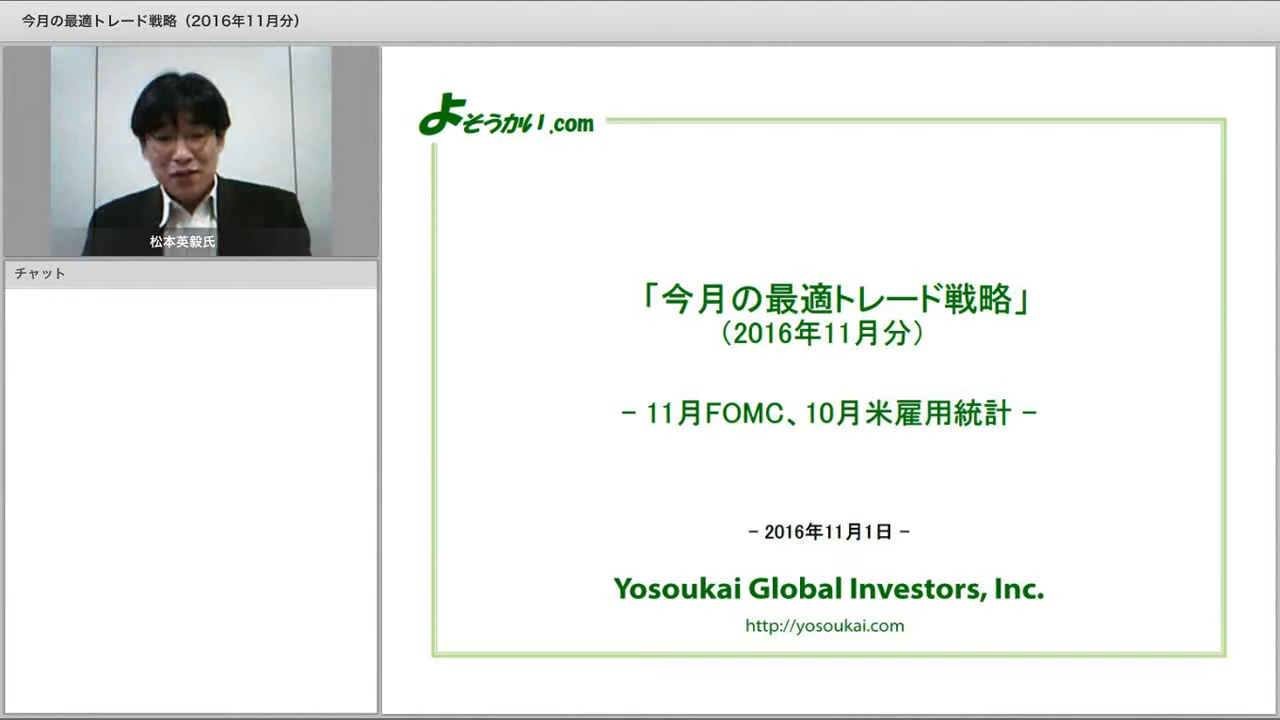 今月の最適トレード戦略（2016年11月分）
松本英毅氏
チャット
よそうかい.com
「今月の最適トレード戦略」
（2016年11月分）
– 11月FOMC、10月米雇用統計 –
– 2016年11月1日 –
Yosoukai Global Investors, Inc.
http://yosoukai.com